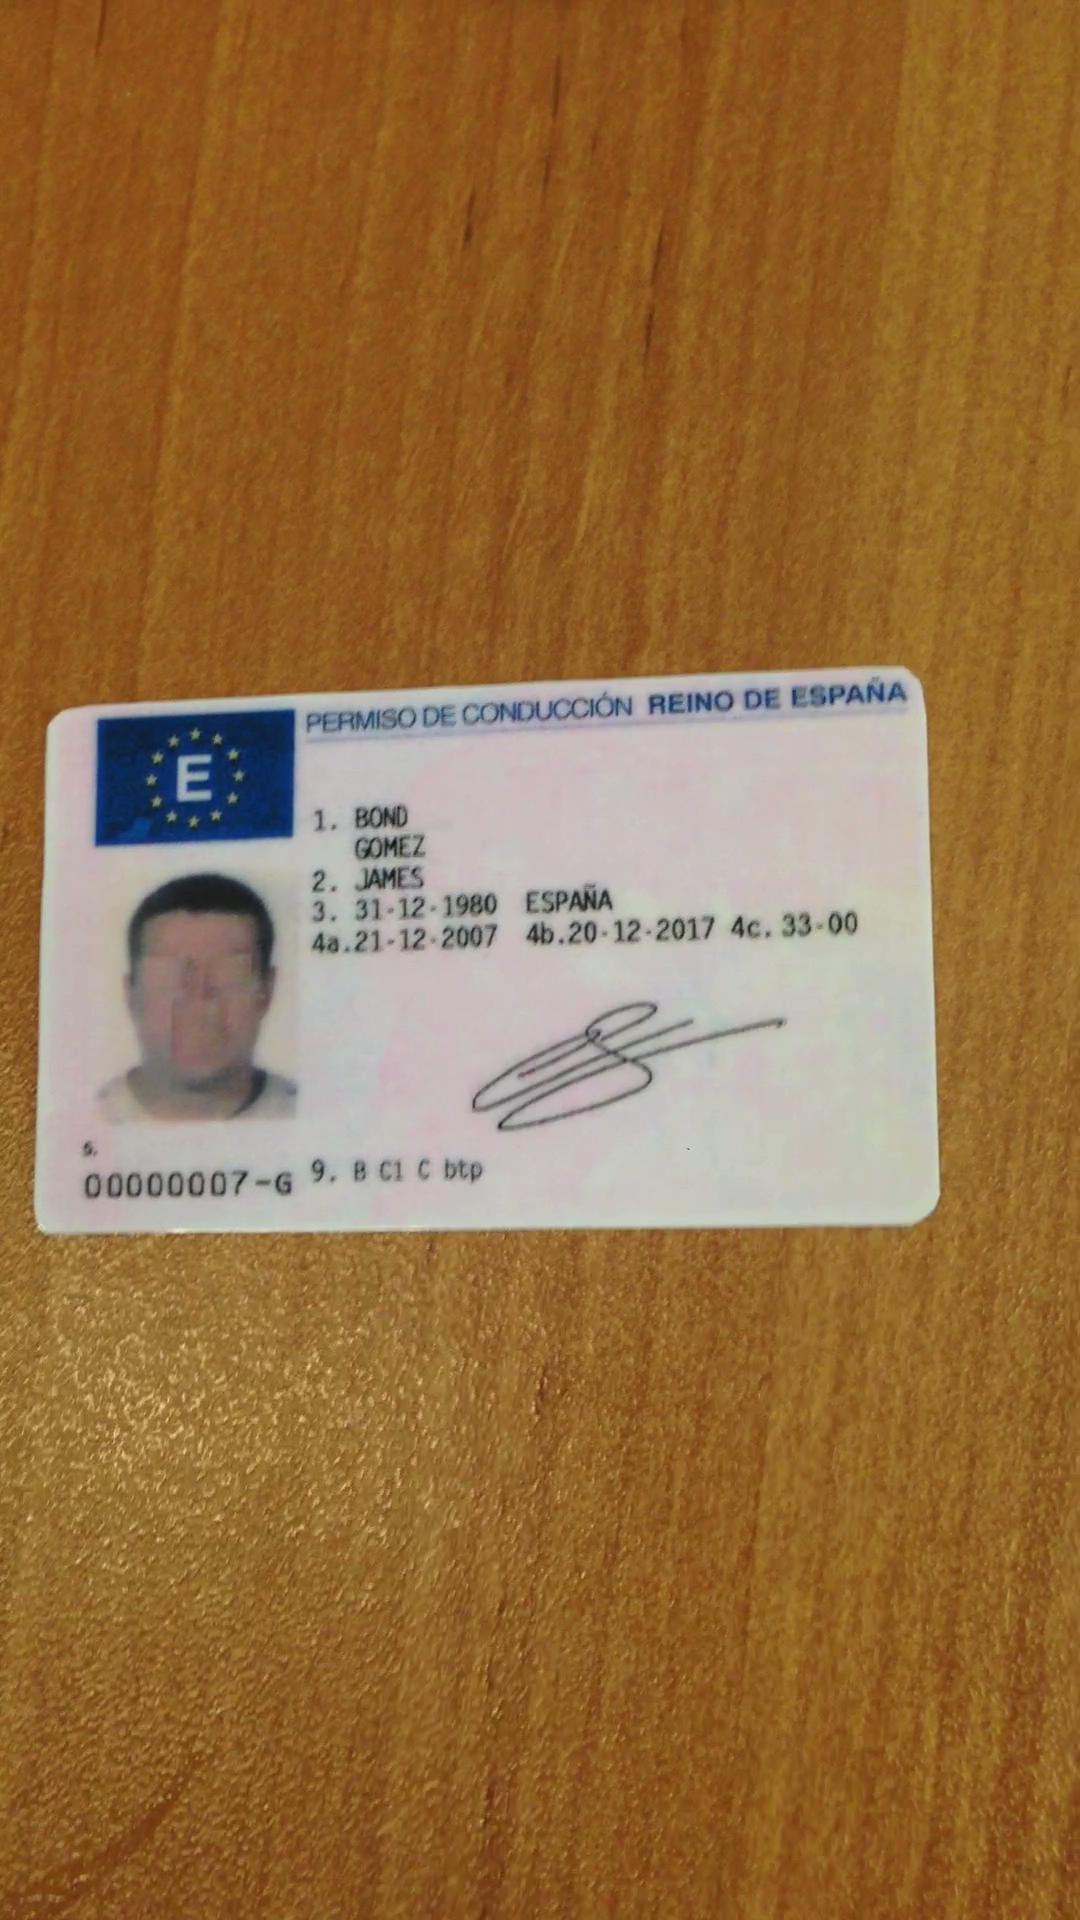 PERMISO DE CONDUCCIÓN REINO DE ESPAÑA
E
1. BOND
GOMEZ
2. JAMES
3. 31-12-1980 ESPAÑA
4a.21-12-2007 4b.20-12-2017 4c. 33-00
5.
00000007-G 9. B C1 C btp